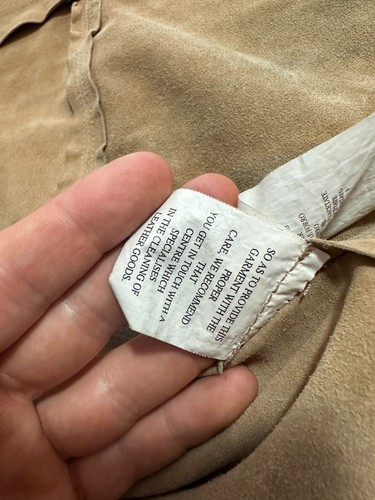 SO AS TO PROVIDE THIS
GARMENT WITH THE
PROPER
CARE, WE RECOMMEND
THAT
YOU GET IN TOUCH WITH A
CENTRE WHICH
SPECIALISES
IN THE CLEANING OF
LEATHER GOODS.